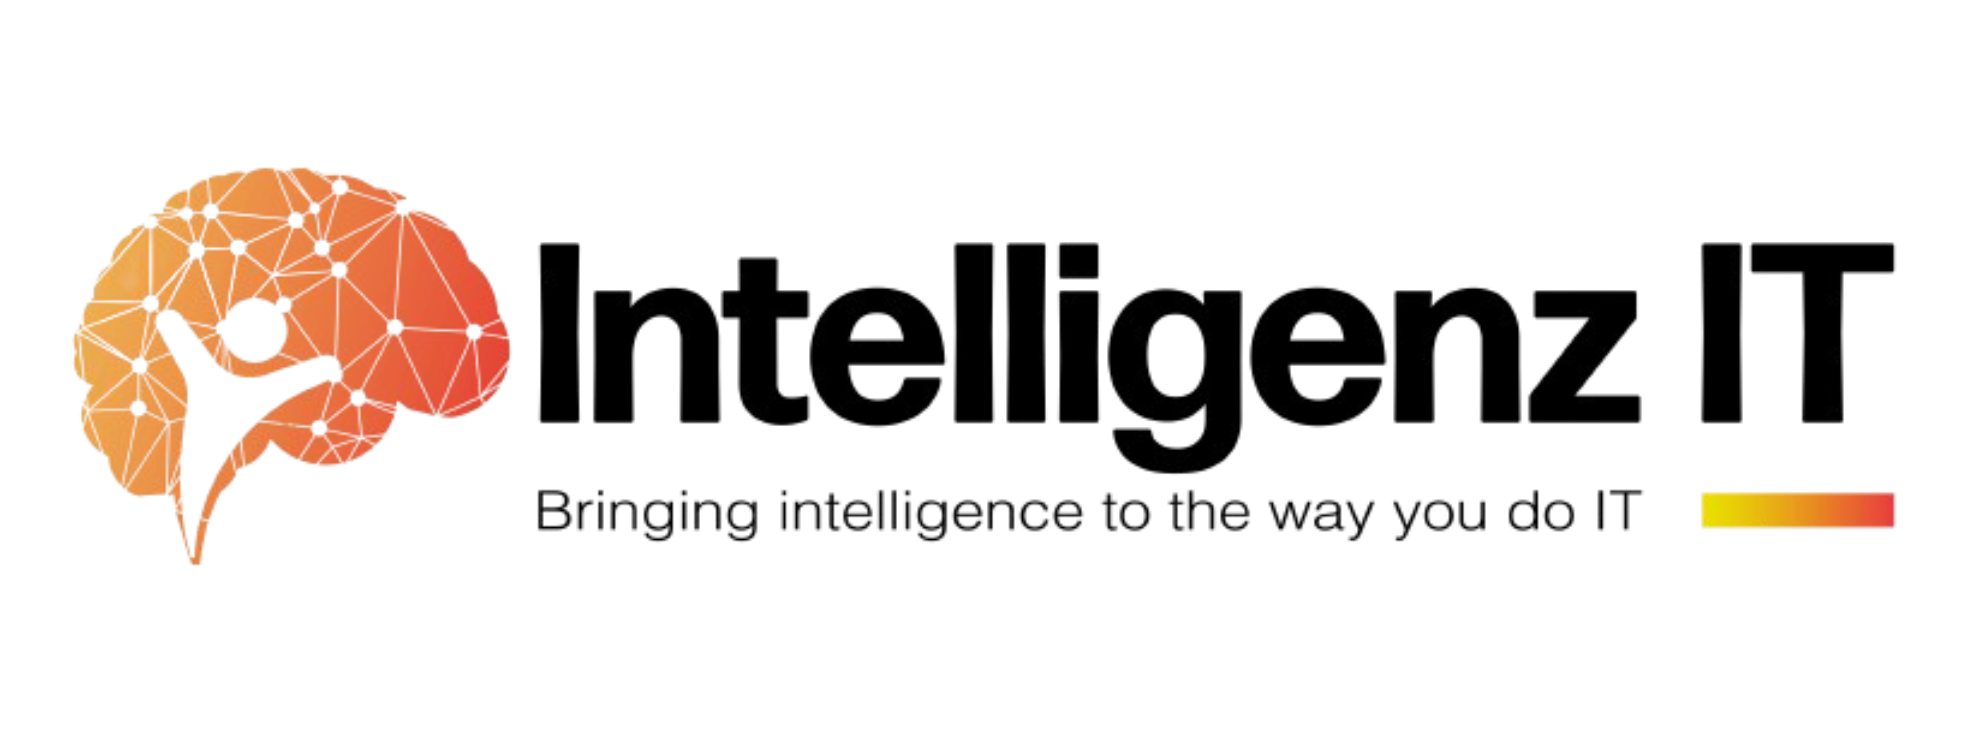 Intelligenz IT
Bringing intelligence to the way you do IT